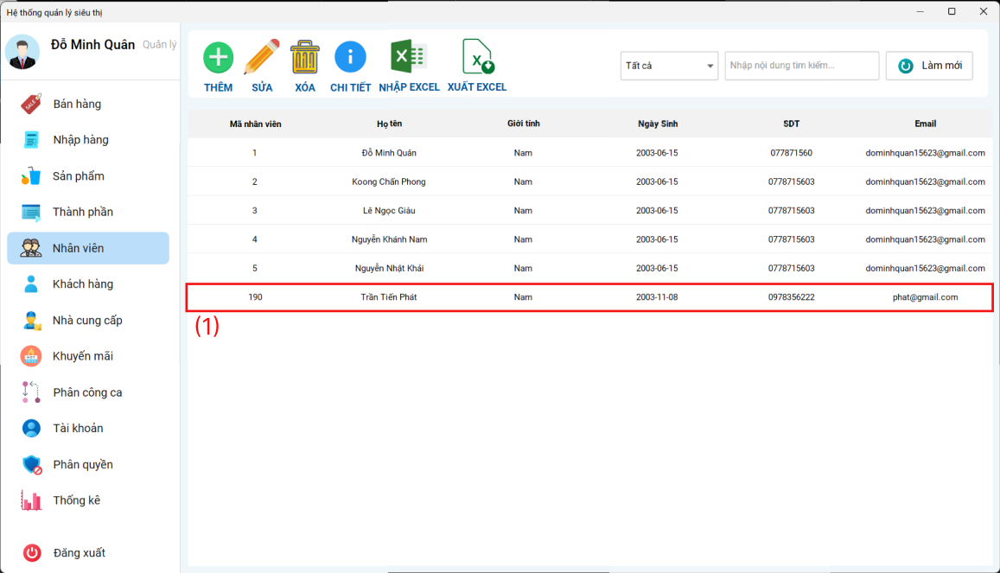 Hệ thống quản lý siêu thị
Đỗ Minh Quân Quản lý
Bán hàng
Nhập hàng
Sản phẩm
Thành phần
Nhân viên
Khách hàng
Nhà cung cấp
Khuyến mãi
Phân công ca
Tài khoản
Phân quyền
Thống kê
Đăng xuất
THÊM SỬA XÓA CHI TIẾT NHẬP EXCEL XUẤT EXCEL
Tất cả Nhập nội dung tìm kiếm... Làm mới
Mã nhân viên Họ tên Giới tính Ngày Sinh SDT Email
1 Đỗ Minh Quân Nam 2003-06-15 077871560 dominhquan15623@gmail.com
2 Koong Chấn Phong Nam 2003-06-15 0778715603 dominhquan15623@gmail.com
3 Lê Ngọc Giàu Nam 2003-06-15 0778715603 dominhquan15623@gmail.com
4 Nguyễn Khánh Nam Nam 2003-06-15 0778715603 dominhquan15623@gmail.com
5 Nguyễn Nhật Khải Nam 2003-06-15 0778715603 dominhquan15623@gmail.com
190 Trần Tiến Phát Nam 2003-11-08 0978356222 phat@gmail.com
(1)